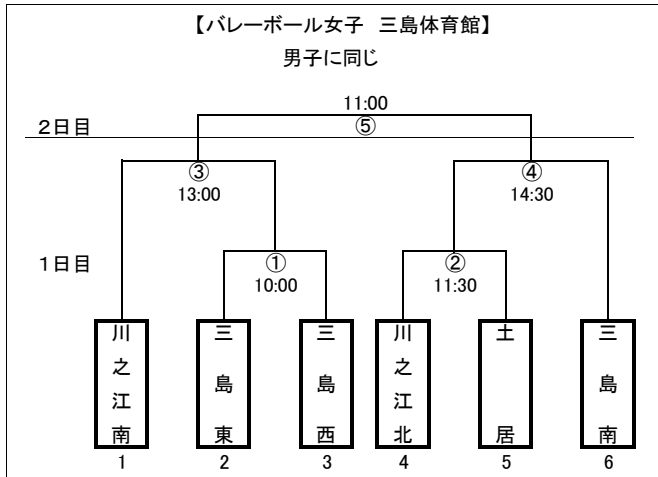 【バレーボール女子　三島体育館】
男子に同じ
11:00
2日目
⑤
③
④
13:00
14:30
1日目
①
②
10:00
11:30
川之江南
三島東
三島西
川之江北
土居
三島南
1
2
3
4
5
6